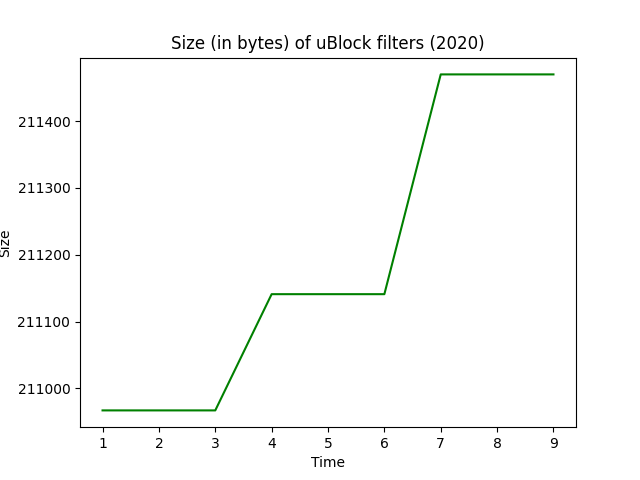 Size (in bytes) of uBlock filters (2020)
211400
211300
211200
211100
211000
Size
1 2 3 4 5 6 7 8 9
Time